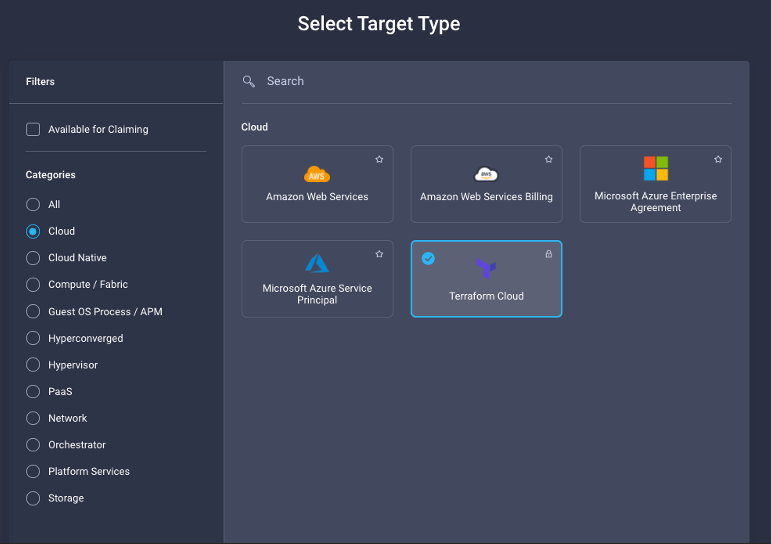 Select Target Type
Filters
Available for Claiming
Categories
All
Cloud
Cloud Native
Compute / Fabric
Guest OS Process / APM
Hyperconverged
Hypervisor
PaaS
Network
Orchestrator
Platform Services
Storage
Search
Cloud
AWS
Amazon Web Services
AWS
Amazon Web Services Billing
Microsoft Azure Enterprise
Agreement
Microsoft Azure Service
Principal
Terraform Cloud